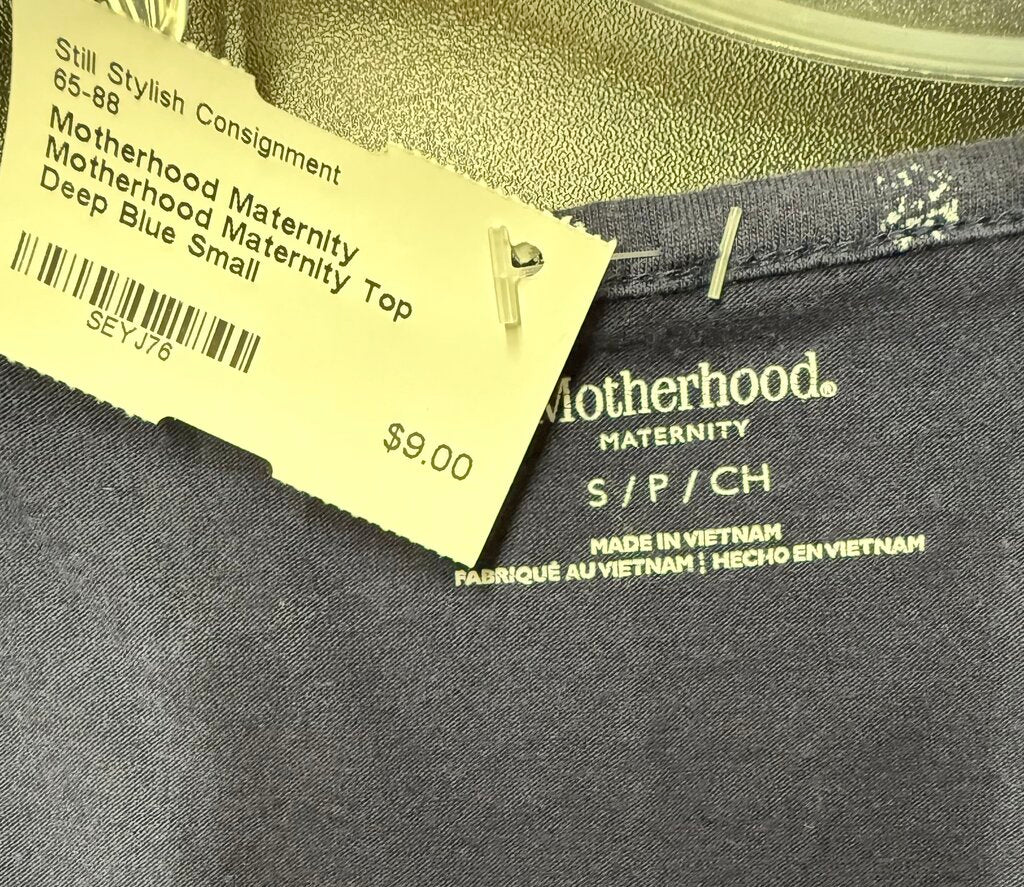 Still Stylish Consignment
65-88
Motherhood Maternity
Motherhood Maternity Top
Deep Blue Small
SEYJ76
$9.00
Motherhood®
MATERNITY
S / P / CH
MADE IN VIETNAM
FABRIQUÉ AU VIETNAM ¦ HECHO EN VIETNAM